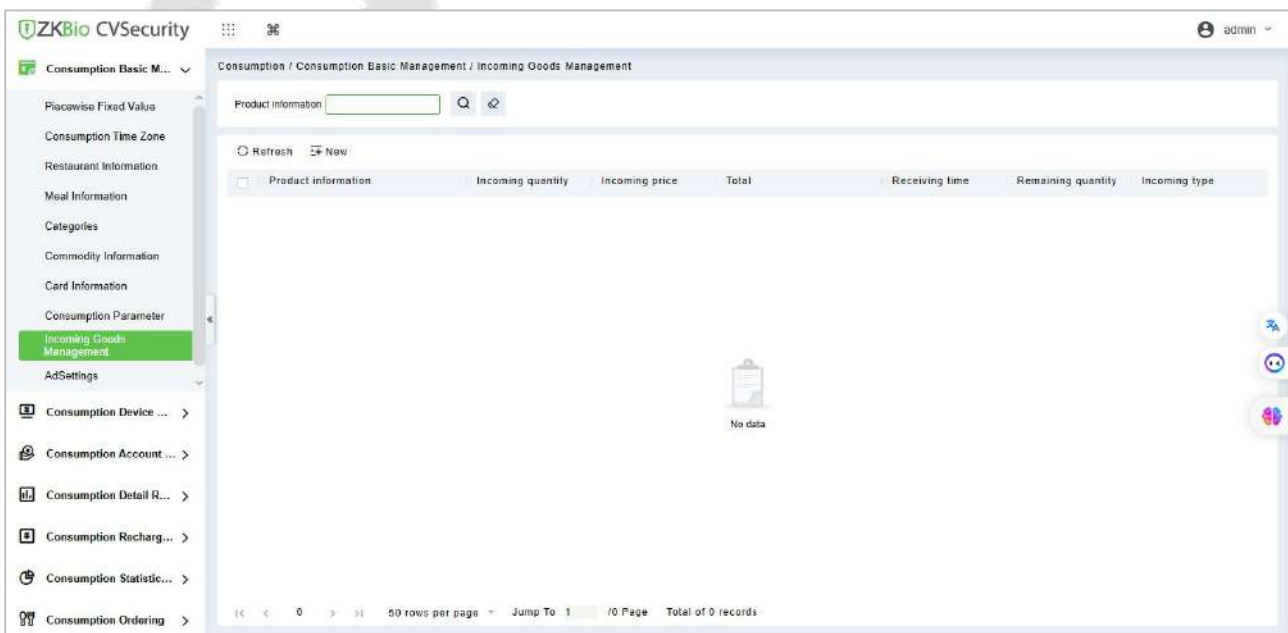 ZKBio CVSecurity
admin
Consumption Basic M...
Consumption / Consumption Basic Management / Incoming Goods Management
Piecewise Fixed Value
Product information
Consumption Time Zone
Refresh New
Restaurant Information
Product information Incoming quantity Incoming price Total Receiving time Remaining quantity Incoming type
Meal Information
Categories
Commodity Information
Card Information
Consumption Parameter
Incoming Goods
Management
AdSettings
Consumption Device ...
No data
Consumption Account ...
Consumption Detail R...
Consumption Recharg...
Consumption Statistic...
Consumption Ordering
0 50 rows per page Jump To 1 /0 Page Total of 0 records